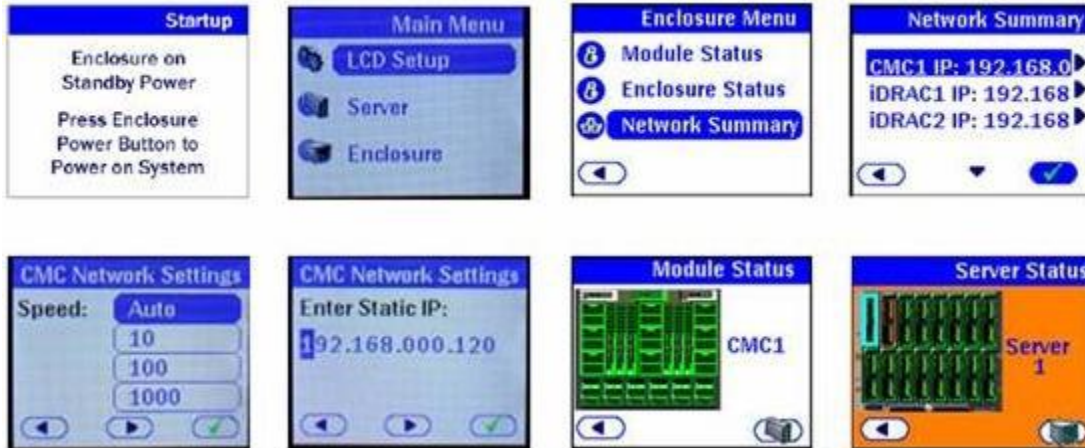 Startup
Enclosure on
Standby Power
Press Enclosure
Power Button to
Power on System
Main Menu
LCD Setup
Server
Enclosure
Enclosure Menu
Module Status
Enclosure Status
Network Summary
Network Summary
CMC1 IP: 192.168.0
iDRAC1 IP: 192.168
iDRAC2 IP: 192.168
CMC Network Settings
Speed:
Auto
10
100
1000
CMC Network Settings
Enter Static IP:
192.168.000.120
Module Status
CMC1
Server Status
Server
1